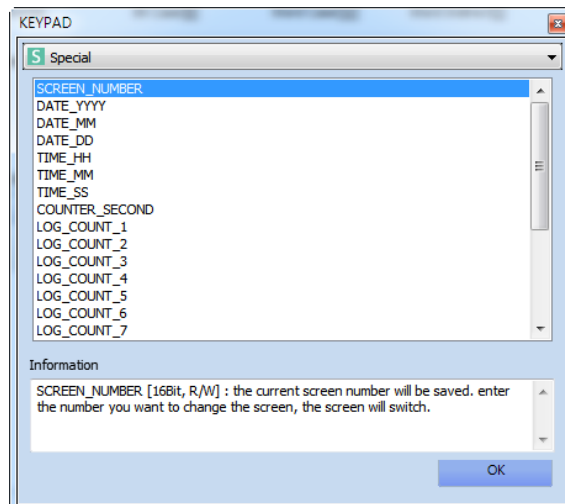 KEYPAD
S Special
SCREEN_NUMBER
DATE_YYYY
DATE_MM
DATE_DD
TIME_HH
TIME_MM
TIME_SS
COUNTER_SECOND
LOG_COUNT_1
LOG_COUNT_2
LOG_COUNT_3
LOG_COUNT_4
LOG_COUNT_5
LOG_COUNT_6
LOG_COUNT_7
Information
SCREEN_NUMBER [16Bit, R/W] : the current screen number will be saved. enter
the number you want to change the screen, the screen will switch.
OK